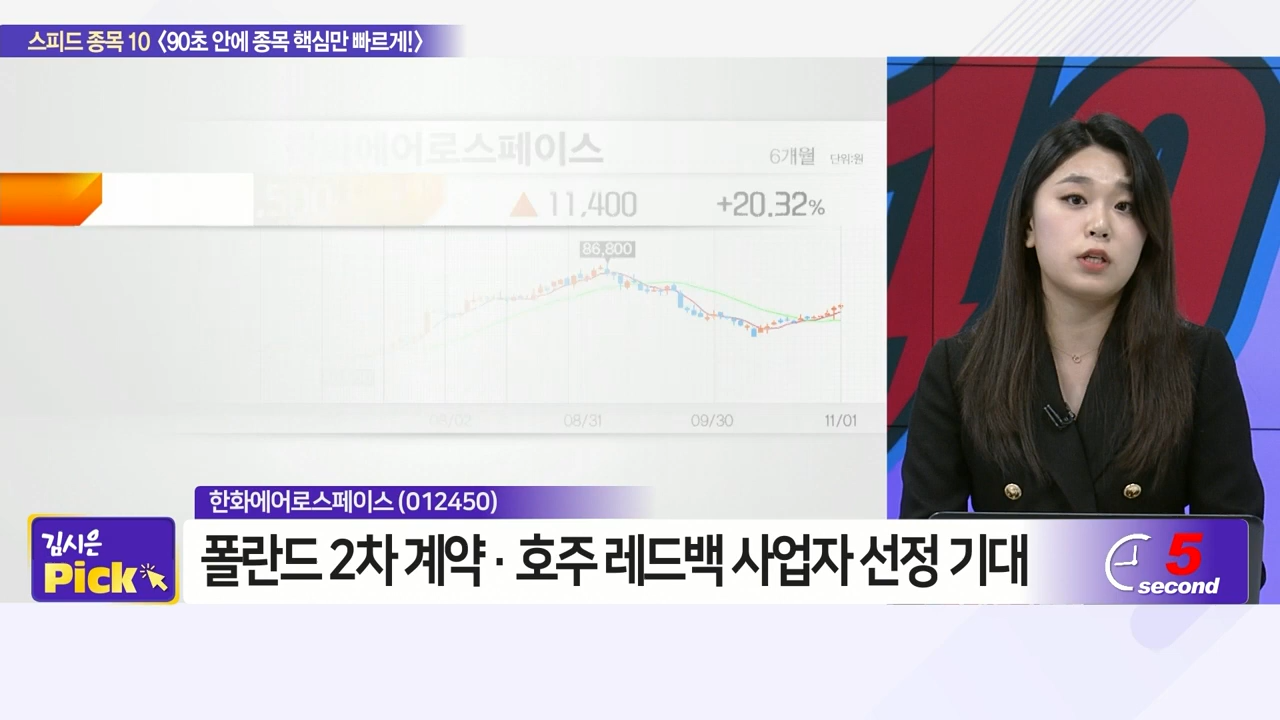 스피드 종목 10 〈90초 안에 종목 핵심만 빠르게!〉
한화에어로스페이스
6개월 단위:원
▲ 11,400 +20.32%
86,800
08/31 09/30 11/01
한화에어로스페이스 (012450)
김시은
Pick
폴란드 2차 계약· 호주 레드백 사업자 선정 기대
5
second
10